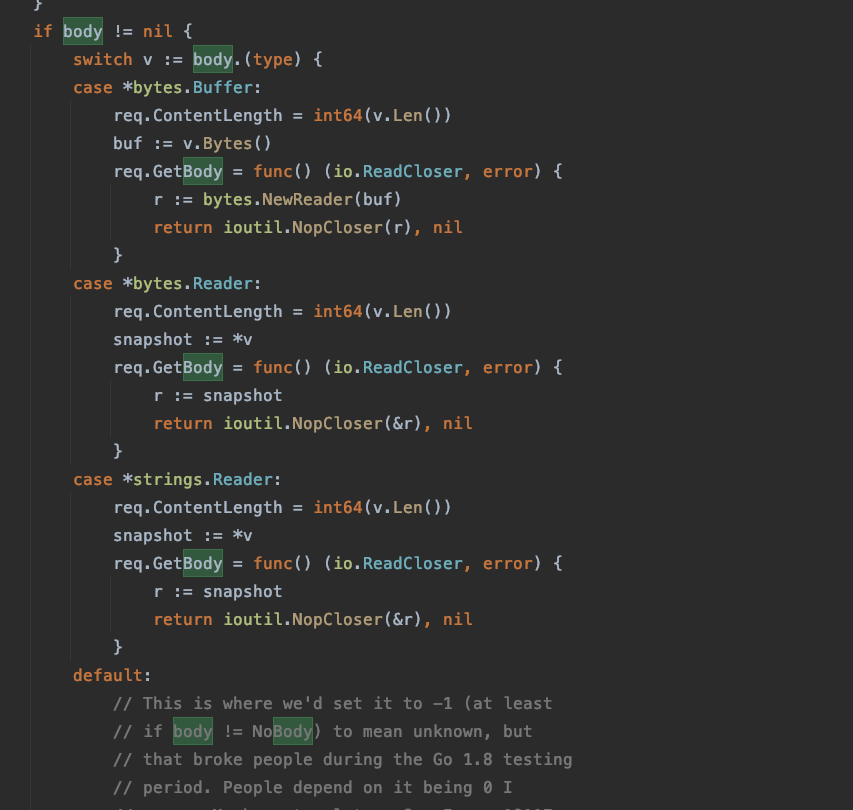 }
if body != nil {
    switch v := body.(type) {
    case *bytes.Buffer:
        req.ContentLength = int64(v.Len())
        buf := v.Bytes()
        req.GetBody = func() (io.ReadCloser, error) {
            r := bytes.NewReader(buf)
            return ioutil.NopCloser(r), nil
        }
    case *bytes.Reader:
        req.ContentLength = int64(v.Len())
        snapshot := *v
        req.GetBody = func() (io.ReadCloser, error) {
            r := snapshot
            return ioutil.NopCloser(&r), nil
        }
    case *strings.Reader:
        req.ContentLength = int64(v.Len())
        snapshot := *v
        req.GetBody = func() (io.ReadCloser, error) {
            r := snapshot
            return ioutil.NopCloser(&r), nil
        }
    default:
        // This is where we'd set it to -1 (at least
        // if body != NoBody) to mean unknown, but
        // that broke people during the Go 1.8 testing
        // period. People depend on it being 0 I